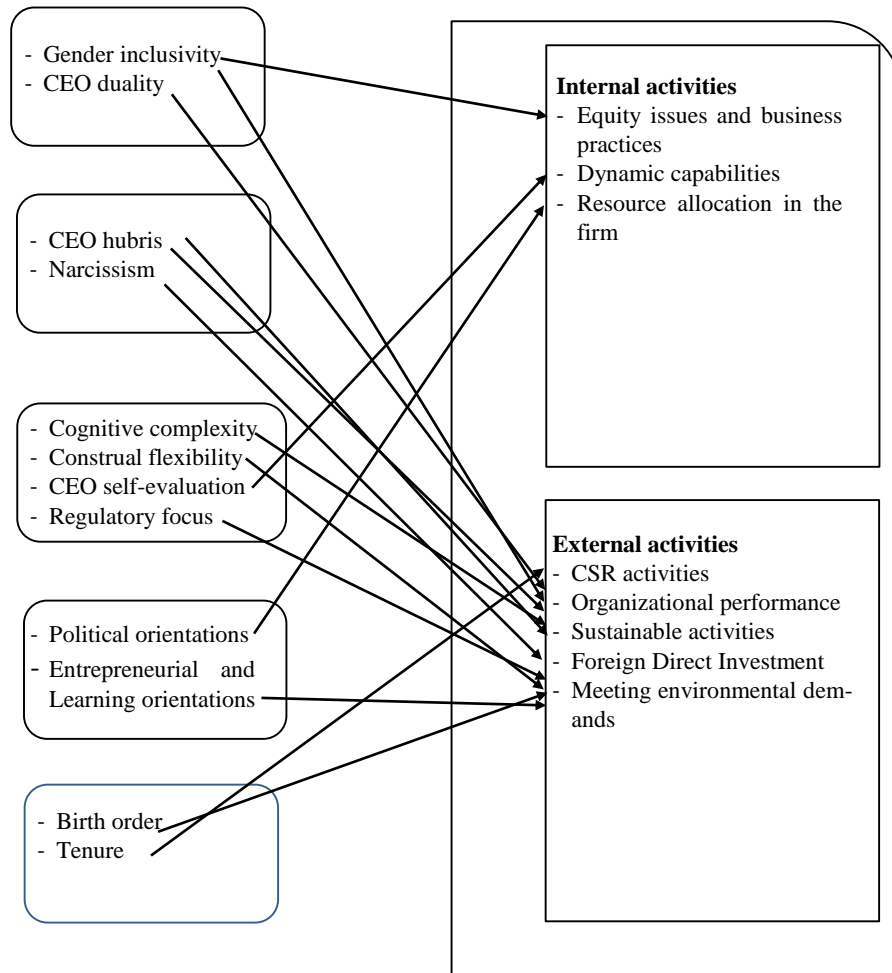 - Gender inclusivity
- CEO duality
- CEO hubris
- Narcissism
- Cognitive complexity
- Construal flexibility
- CEO self-evaluation
- Regulatory focus
- Political orientations
- Entrepreneurial and
Learning orientations
- Birth order
- Tenure
Internal activities
- Equity issues and business
practices
- Dynamic capabilities
- Resource allocation in the
firm
External activities
- CSR activities
- Organizational performance
- Sustainable activities
- Foreign Direct Investment
- Meeting environmental dem-
ands